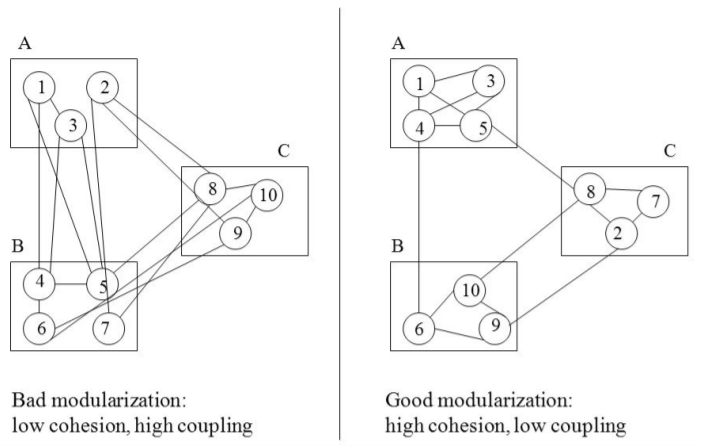 A
1
2
3
C
8
10
9
B
4
5
6
7
Bad modularization:
low cohesion, high coupling
A
1
3
4
5
C
8
7
2
B
10
6
9
Good modularization:
high cohesion, low coupling